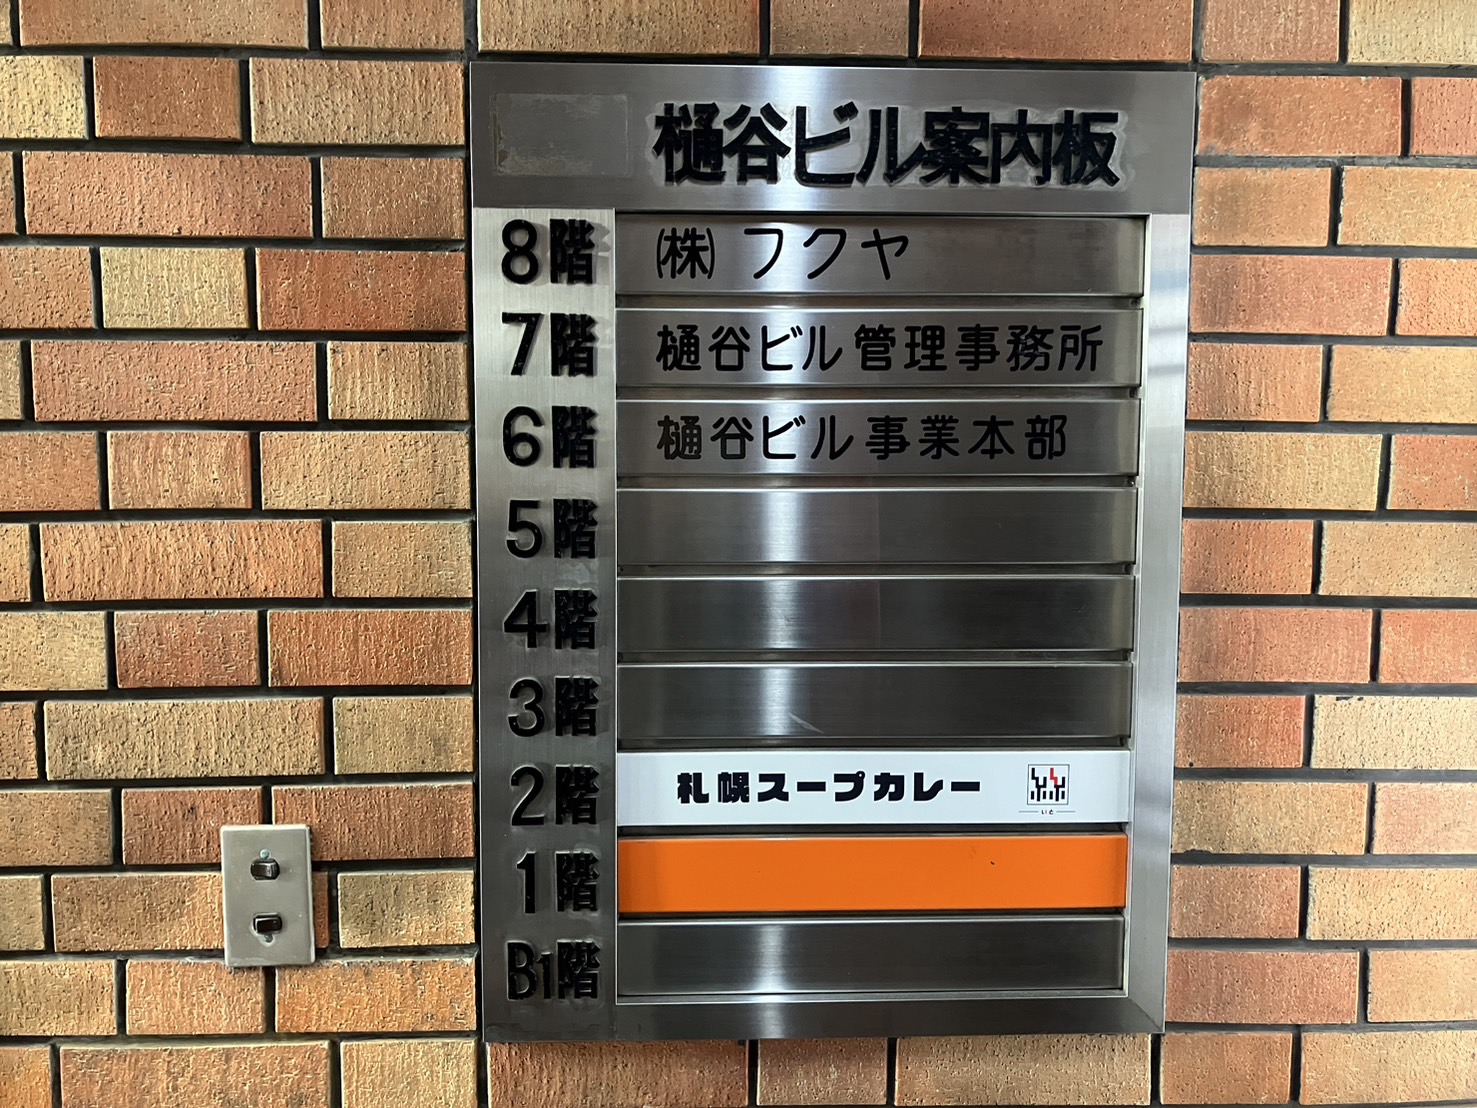 樋谷ビル案内板
8階 ㈱ フクヤ
7階 樋谷ビル管理事務所
6階 樋谷ビル事業本部
5階
4階
3階
2階 札幌スープカレー いと
1階
B1階